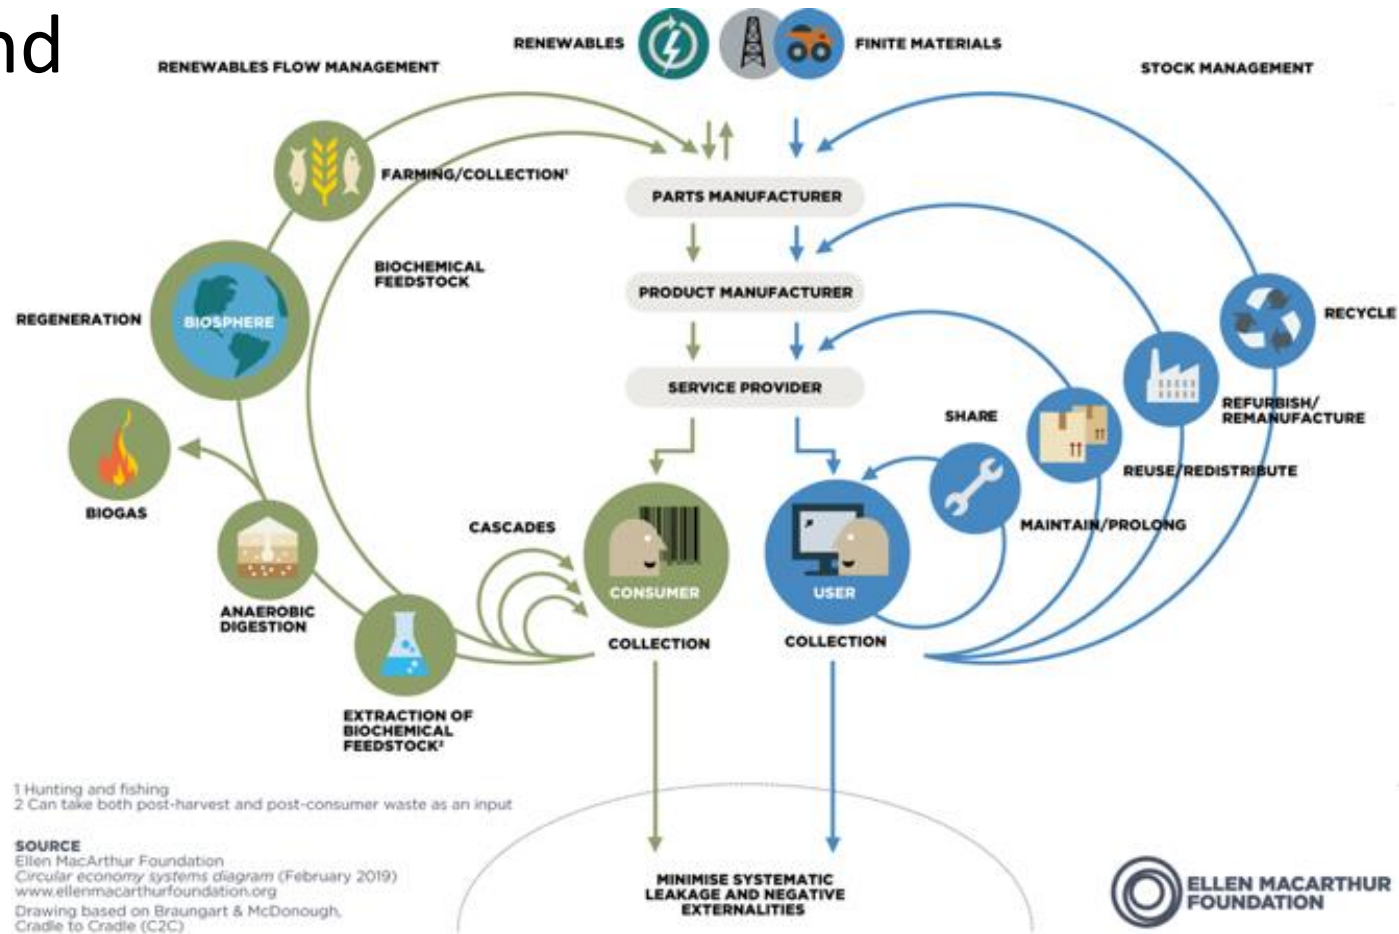 nd
RENEWABLES
FINITE MATERIALS
RENEWABLES FLOW MANAGEMENT
STOCK MANAGEMENT
FARMING/COLLECTION¹
PARTS MANUFACTURER
BIOCHEMICAL
FEEDSTOCK
PRODUCT MANUFACTURER
REGENERATION
BIOSPHERE
RECYCLE
SERVICE PROVIDER
SHARE
REFURBISH/
REMANUFACTURE
REUSE/REDISTRIBUTE
BIOGAS
CASCADES
MAINTAIN/PROLONG
CONSUMER
USER
ANAEROBIC
DIGESTION
COLLECTION
COLLECTION
EXTRACTION OF
BIOCHEMICAL
FEEDSTOCK²
1 Hunting and fishing
2 Can take both post-harvest and post-consumer waste as an input
SOURCE
Ellen MacArthur Foundation
Circular economy systems diagram (February 2019)
www.ellenmacarthurfoundation.org
Drawing based on Braungart & McDonough,
Cradle to Cradle (C2C)
MINIMISE SYSTEMATIC
LEAKAGE AND NEGATIVE
EXTERNALITIES
ELLEN MACARTHUR
FOUNDATION